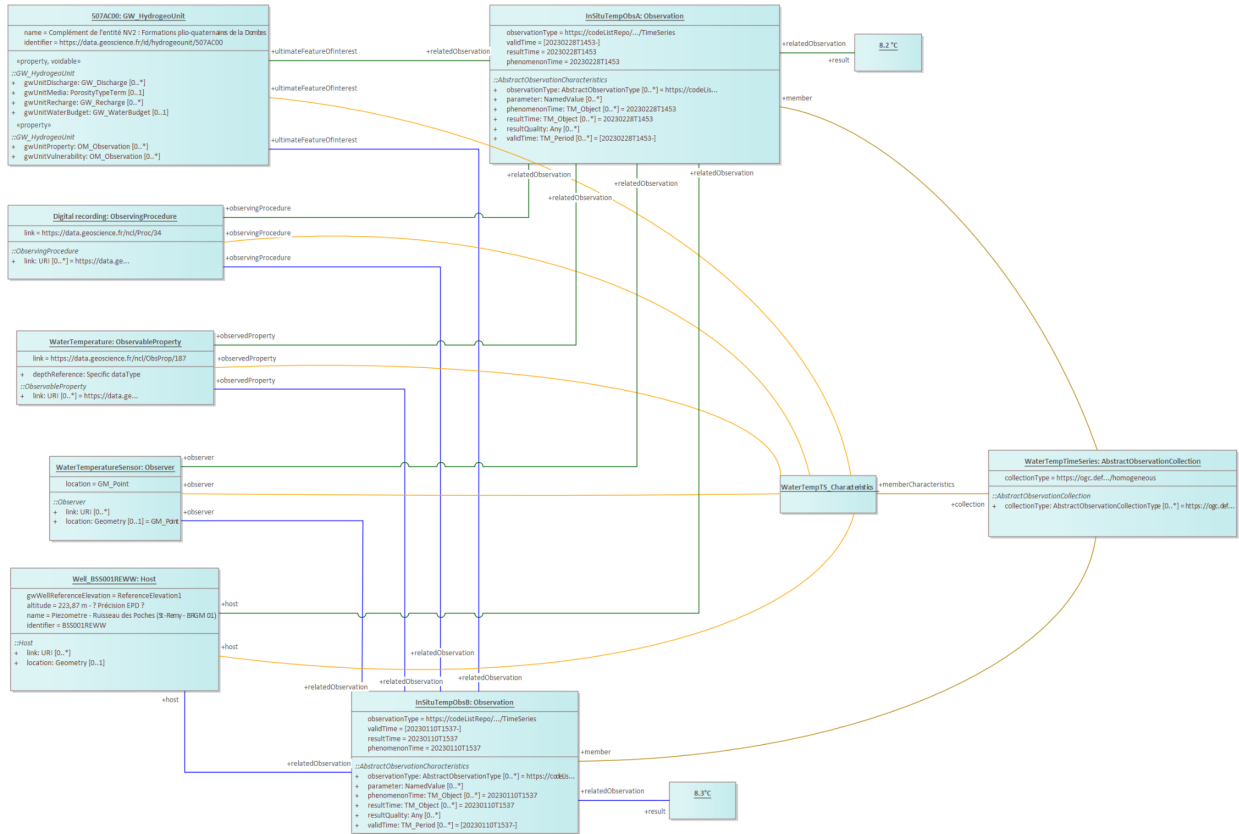 507AC00: GW_HydrogeoUnit
name = Complément de l'entité NV2 : Formations plio-quaternaires de la Dombes
identifier = https://data.geoscience.fr/id/hydrogeounit/507AC00
«property, voidable»
::GW_HydrogeoUnit
+ gwUnitDischarge: GW_Discharge [0..*]
+ gwUnitMedia: PorosityTypeTerm [0..1]
+ gwUnitRecharge: GW_Recharge [0..*]
+ gwUnitWaterBudget: GW_WaterBudget [0..1]
«property»
::GW_HydrogeoUnit
+ gwUnitProperty: OM_Observation [0..*]
+ gwUnitVulnerability: OM_Observation [0..*]
+ultimateFeatureOfInterest
+relatedObservation
+ultimateFeatureOfInterest
+ultimateFeatureOfInterest
InSituTempObsA: Observation
observationType = https://codeListRepo/.../TimeSeries
validTime = [20230228T1453-]
resultTime = 20230228T1453
phenomenonTime = 20230228T1453
::AbstractObservationCharacteristics
+ observationType: AbstractObservationType [0..*] = https://codeLis...
+ parameter: NamedValue [0..*]
+ phenomenonTime: TM_Object [0..*] = 20230228T1453
+ resultTime: TM_Object [0..*] = 20230228T1453
+ resultQuality: Any [0..*]
+ validTime: TM_Period [0..*] = [20230228T1453-]
+relatedObservation
+result
8.2 °C
+member
+relatedObservation
+relatedObservation
+relatedObservation
+relatedObservation
Digital recording: ObservingProcedure
link = https://data.geoscience.fr/ncl/Proc/34
::ObservingProcedure
+ link: URI [0..*] = https://data.ge...
+observingProcedure
+observingProcedure
+observingProcedure
WaterTemperature: ObservableProperty
link = https://data.geoscience.fr/ncl/ObsProp/187
+ depthReference: Specific dataType
::ObservableProperty
+ link: URI [0..*] = https://data.ge...
+observedProperty
+observedProperty
+observedProperty
WaterTemperatureSensor: Observer
location = GM_Point
::Observer
+ link: URI [0..*]
+ location: Geometry [0..1] = GM_Point
+observer
+observer
+observer
WaterTempTS_Characteristics
+memberCharacteristics
+collection
WaterTempTimeSeries: AbstractObservationCollection
collectionType = https://ogc.def.../homogeneous
::AbstractObservationCollection
+ collectionType: AbstractObservationCollectionType [0..*] = https://ogc.def...
Well_BSS001REWW: Host
gwWellReferenceElevation = ReferenceElevation1
altitude = 223,87 m - ? Précision EPD ?
name = Piezometre - Ruisseau des Poches (St-Remy - BRGM 01)
identifier = BSS001REWW
::Host
+ link: URI [0..*]
+ location: Geometry [0..1]
+host
+host
+host
+relatedObservation
+relatedObservation
+relatedObservation
+relatedObservation
+relatedObservation
InSituTempObsB: Observation
observationType = https://codeListRepo/.../TimeSeries
validTime = [20230110T1537-]
resultTime = 20230110T1537
phenomenonTime = 20230110T1537
::AbstractObservationCharacteristics
+ observationType: AbstractObservationType [0..*] = https://codeLis...
+ parameter: NamedValue [0..*]
+ phenomenonTime: TM_Object [0..*] = 20230110T1537
+ resultTime: TM_Object [0..*] = 20230110T1537
+ resultQuality: Any [0..*]
+ validTime: TM_Period [0..*] = [20230110T1537-]
+member
+relatedObservation
+result
8.3°C